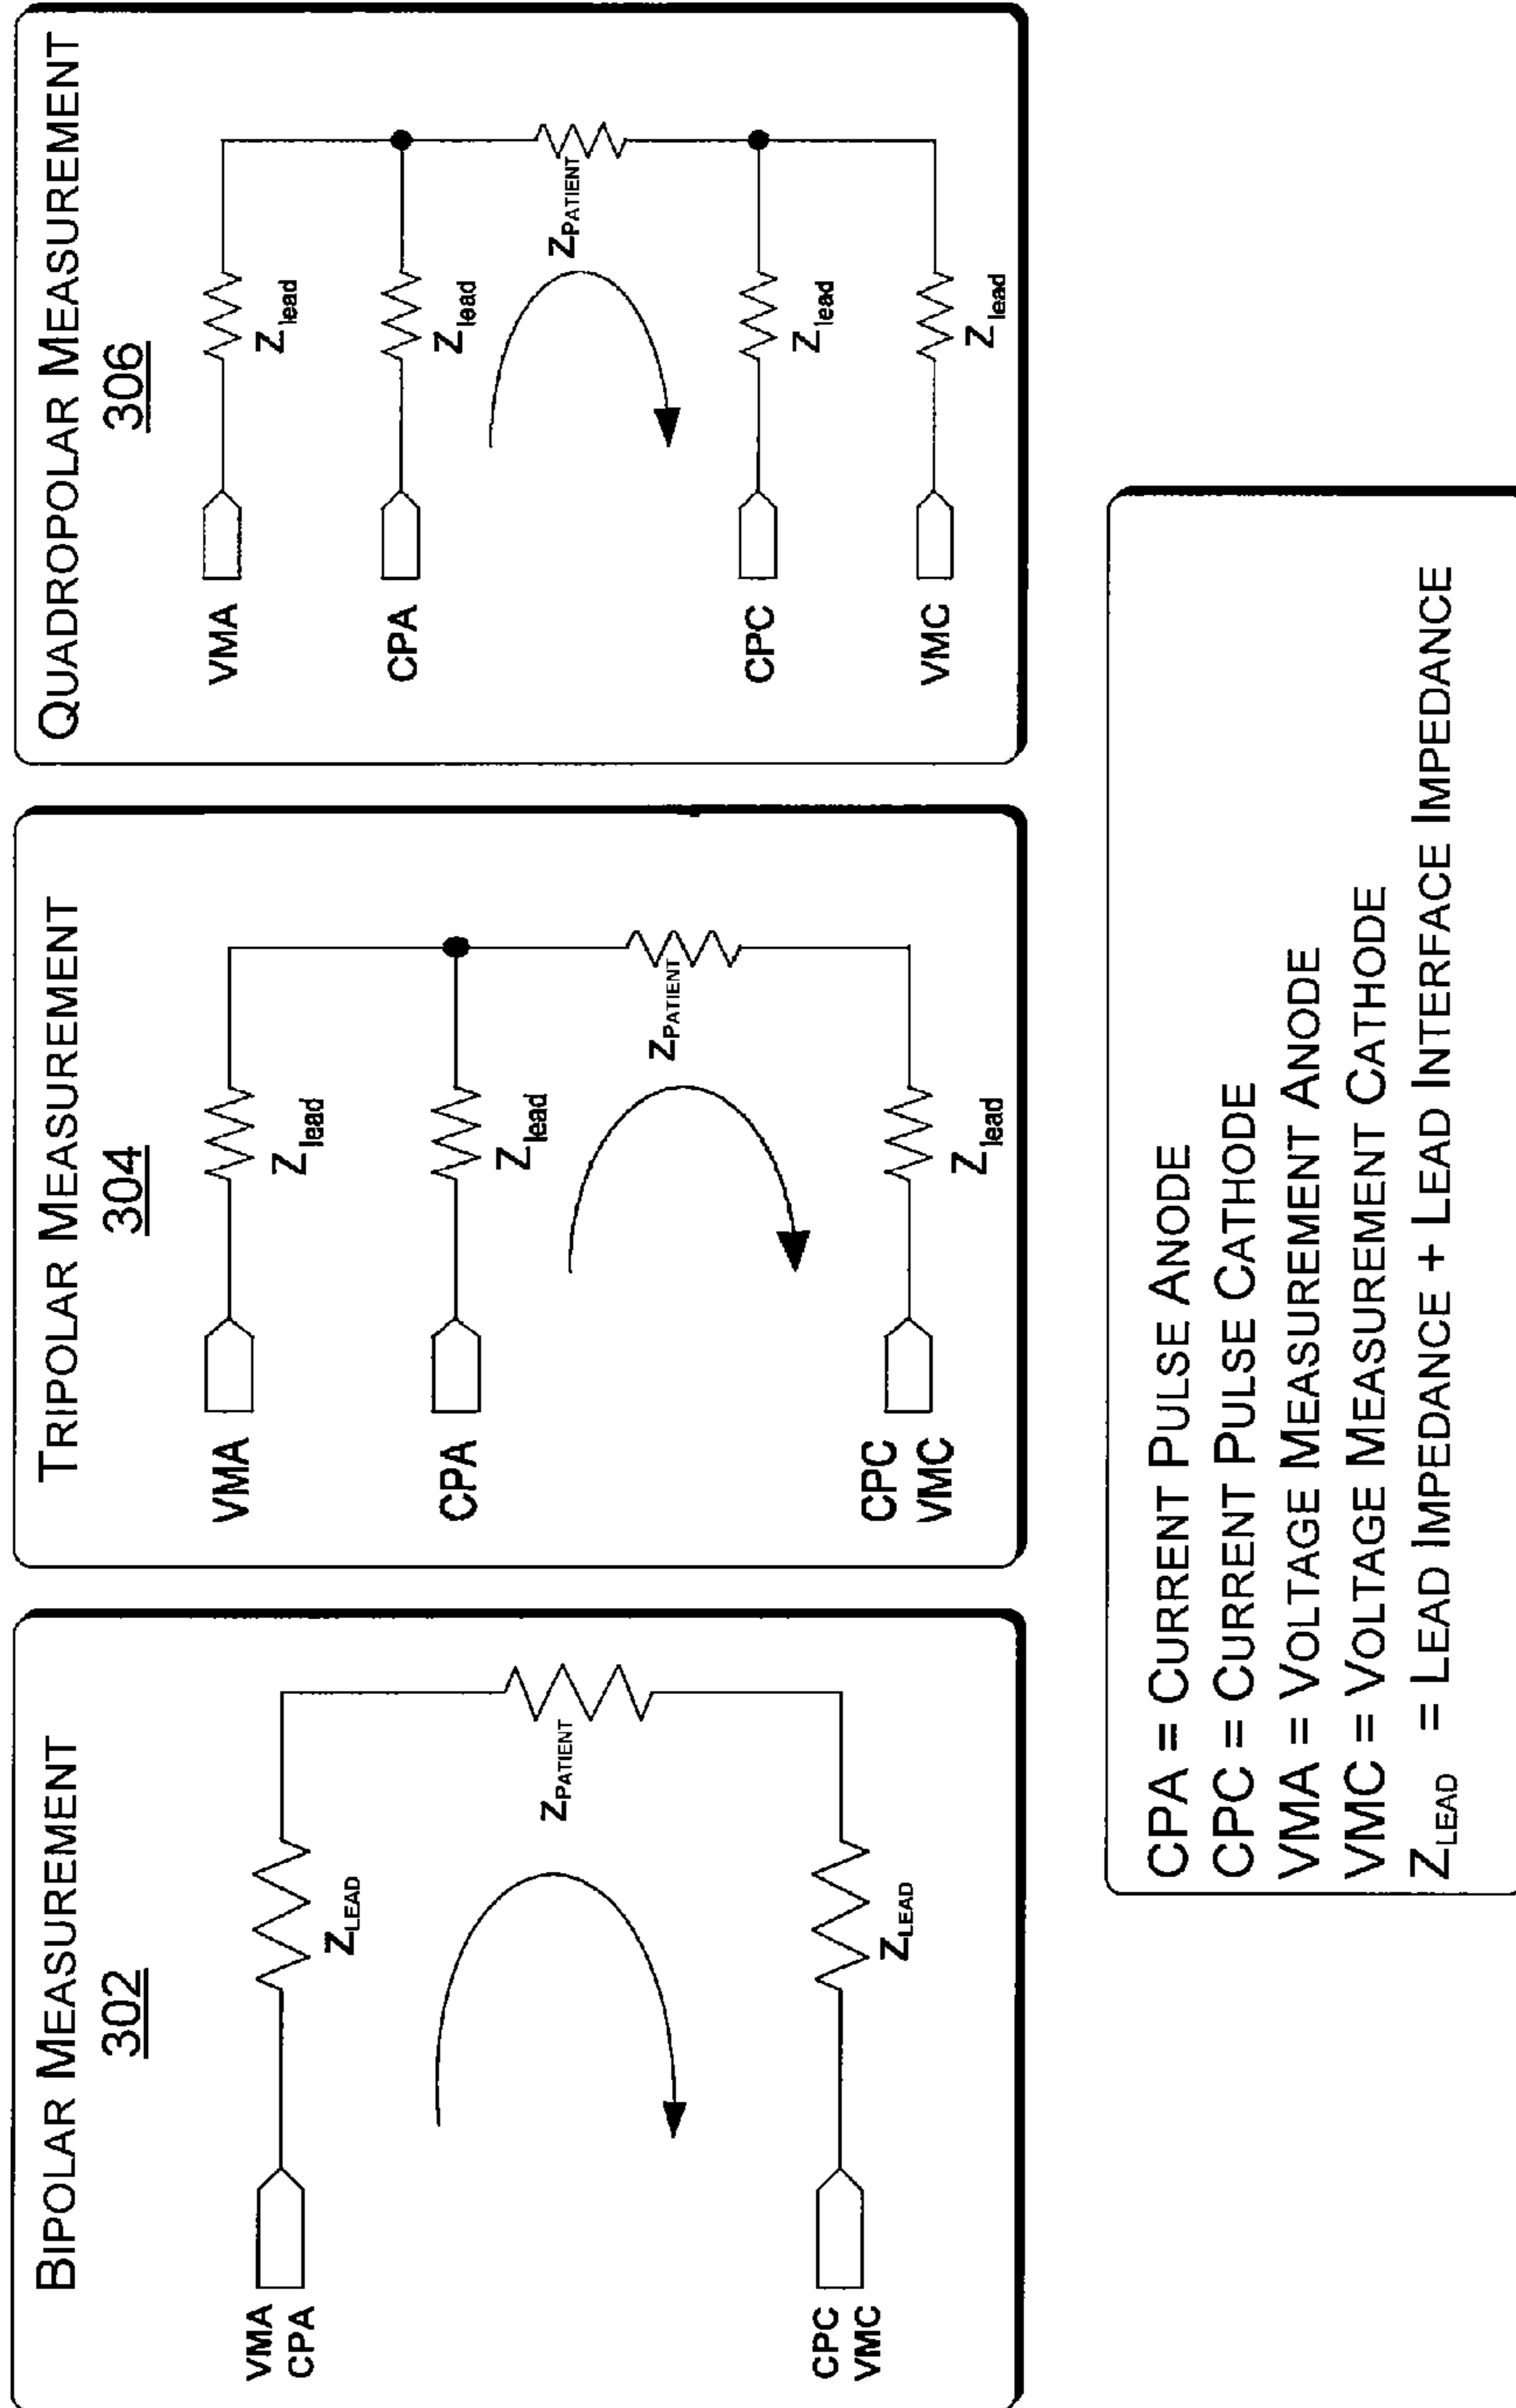 BIPOLAR MEASUREMENT
302
VMA
CPA
ZLEAD
ZPATIENT
CPC
VMC
ZLEAD
TRIPOLAR MEASUREMENT
304
VMA
Zlead
CPA
Zlead
ZPATIENT
CPC
VMC
Zlead
QUADROPOLAR MEASUREMENT
306
VMA
Zlead
CPA
Zlead
ZPATIENT
CPC
Zlead
VMC
Zlead
CPA = CURRENT PULSE ANODE
CPC = CURRENT PULSE CATHODE
VMA = VOLTAGE MEASUREMENT ANODE
VMC = VOLTAGE MEASUREMENT CATHODE
ZLEAD = LEAD IMPEDANCE + LEAD INTERFACE IMPEDANCE